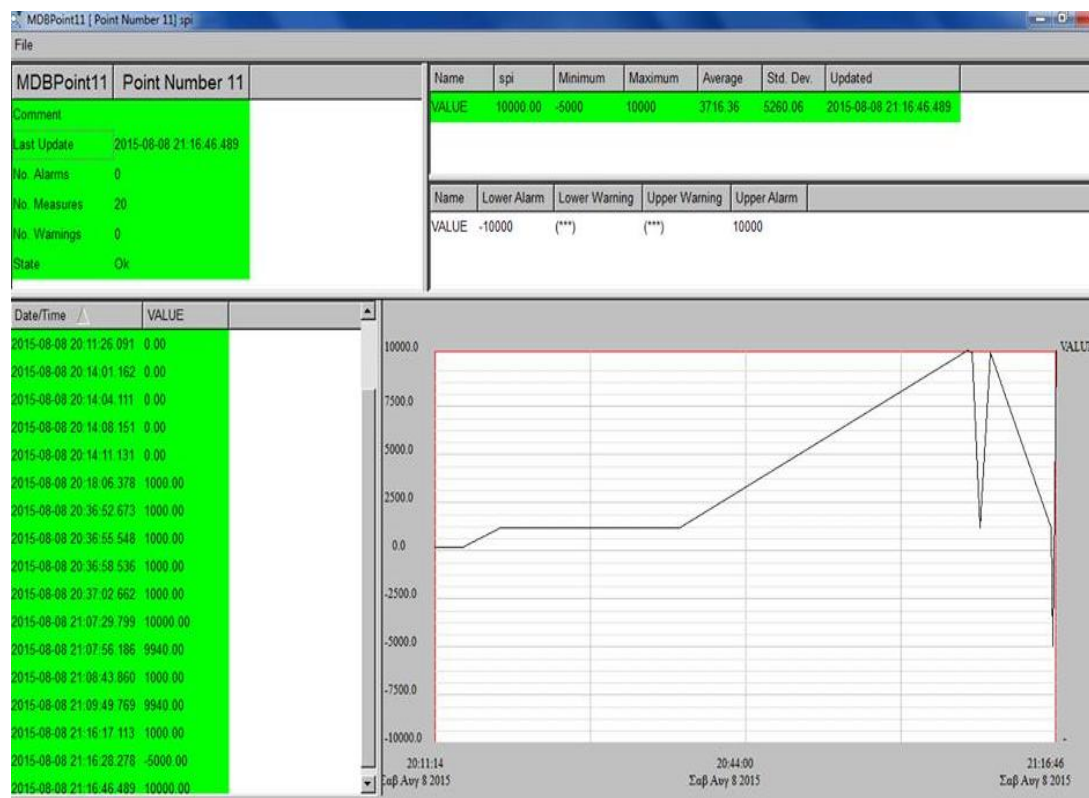 MDBPoint11 [ Point Number 11] spi
File
MDBPoint11 Point Number 11
Comment
Last Update 2015-08-08 21:16:46.489
No. Alarms 0
No. Measures 20
No. Warnings 0
State Ok
Name spi Minimum Maximum Average Std. Dev. Updated
VALUE 10000.00 -5000 10000 3716.36 5260.06 2015-08-08 21:16:46.489
Name Lower Alarm Lower Warning Upper Warning Upper Alarm
VALUE -10000 (***) (***) 10000
Date/Time VALUE
2015-08-08 20:11:26.091 0.00
2015-08-08 20:14:01.162 0.00
2015-08-08 20:14:04.111 0.00
2015-08-08 20:14:08.151 0.00
2015-08-08 20:14:11.131 0.00
2015-08-08 20:18:06.378 1000.00
2015-08-08 20:36:52.673 1000.00
2015-08-08 20:36:55.548 1000.00
2015-08-08 20:36:58.536 1000.00
2015-08-08 20:37:02.662 1000.00
2015-08-08 21:07:29.799 10000.00
2015-08-08 21:07:56.186 9940.00
2015-08-08 21:08:43.860 1000.00
2015-08-08 21:09:49.769 9940.00
2015-08-08 21:16:17.113 1000.00
2015-08-08 21:16:28.278 -5000.00
2015-08-08 21:16:46.489 10000.00
VALU
10000.0
7500.0
5000.0
2500.0
0.0
-2500.0
-5000.0
-7500.0
-10000.0
20:11:14 20:44:00 21:16:46
Σαβ Αυγ 8 2015 Σαβ Αυγ 8 2015 Σαβ Αυγ 8 2015